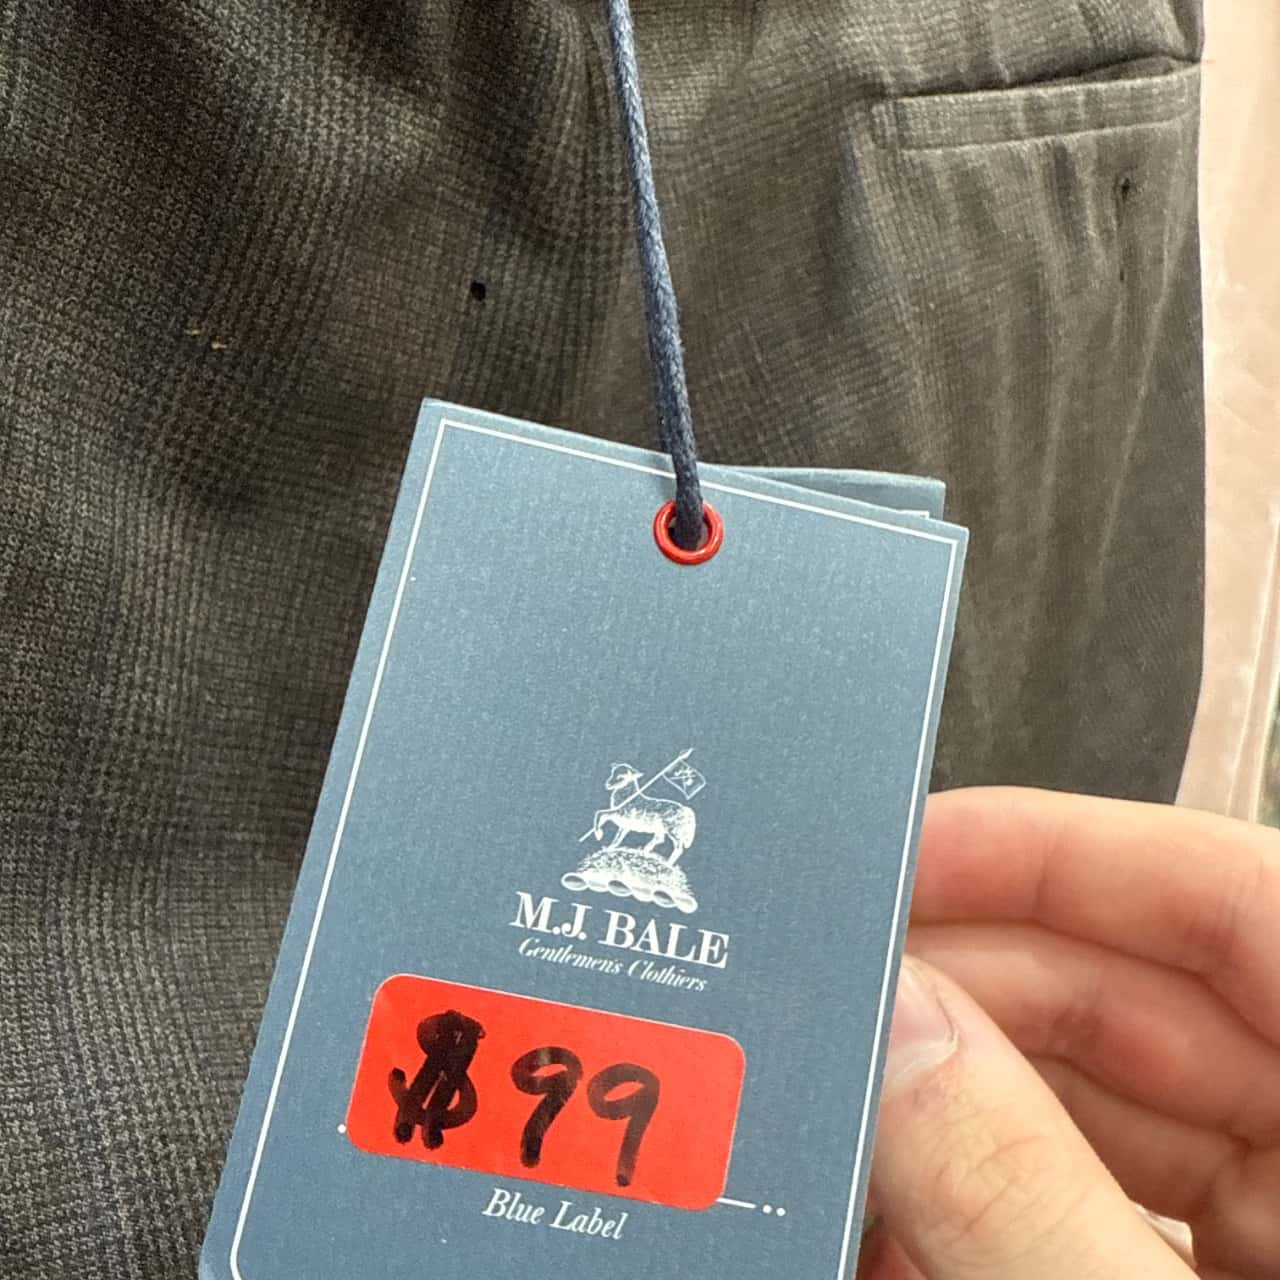 M.J. BALE
Gentlemen's Clothiers
$99
Blue Label